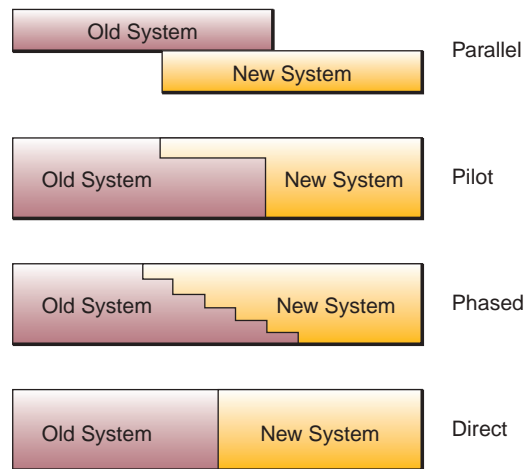 Old System
New System
Parallel
Old System
New System
Pilot
Old System
New System
Phased
Old System
New System
Direct